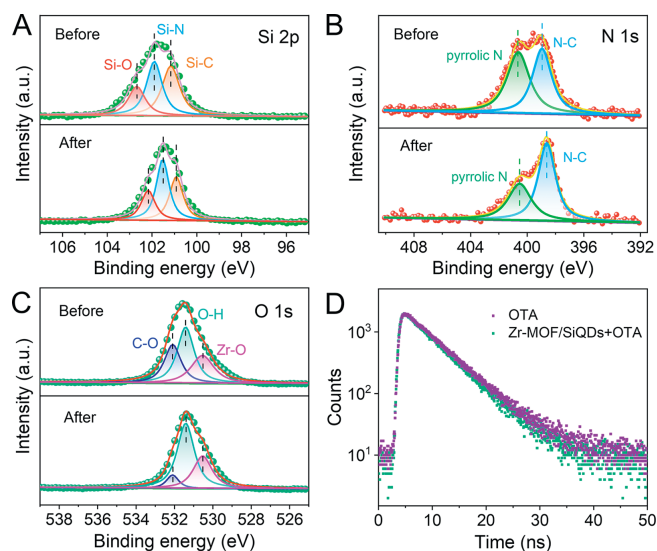 A
Before
Si 2p
Si-N
Si-O
Si-C
After
Intensity (a.u.)
106 104 102 100 98 96
Binding energy (eV)
B
Before
N 1s
N-C
pyrrolic N
After
N-C
pyrrolic N
Intensity (a.u.)
408 404 400 396 392
Binding energy (eV)
C
Before
O 1s
O-H
C-O
Zr-O
After
Intensity (a.u.)
538 536 534 532 530 528 526
Binding energy (eV)
D
OTA
Zr-MOF/SiQDs+OTA
10³
10²
10¹
Counts
0 10 20 30 40 50
Time (ns)